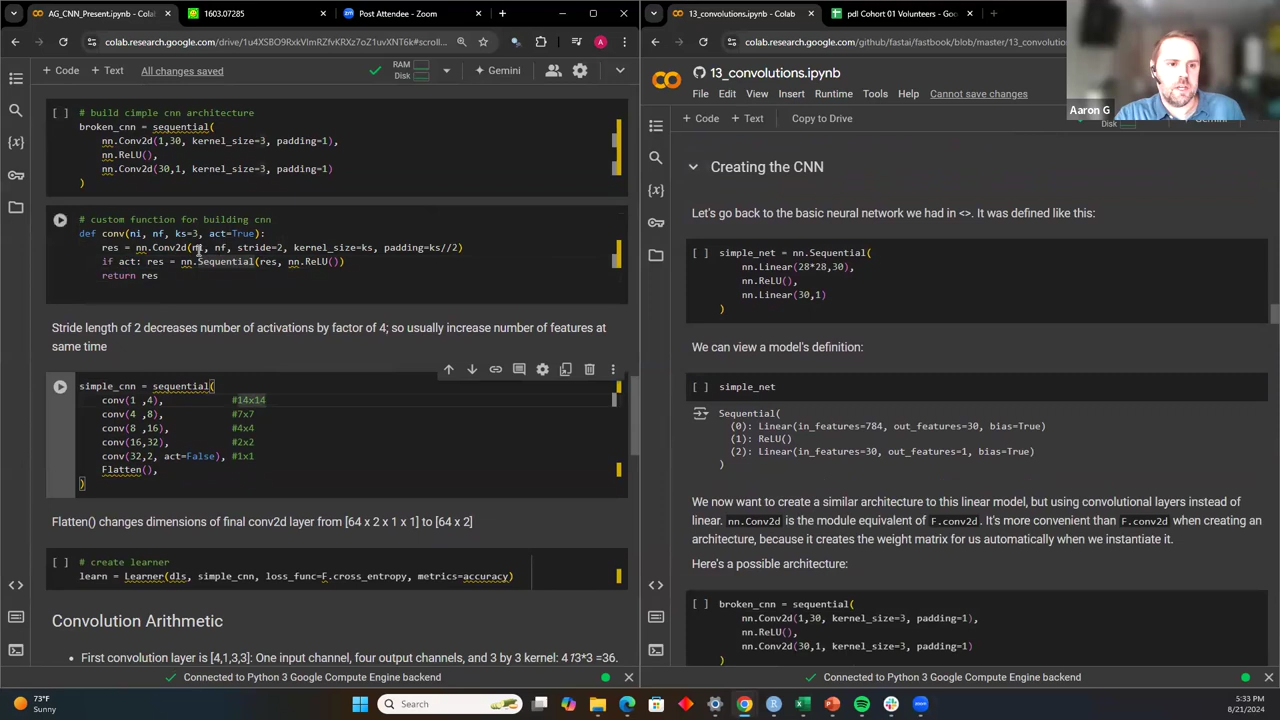 AG_CNN_Present.ipynb - Colab
1603.07285
Post Attendee - Zoom
colab.research.google.com/drive/1u4XSBO9RxkVlmRZfvKRXz7oZ1uvXNT6k#scroll...
A
+ Code + Text All changes saved
RAM
Disk
Gemini
[ ] # build cimple cnn architecture
broken_cnn = sequential(
nn.Conv2d(1,30, kernel_size=3, padding=1),
nn.ReLU(),
nn.Conv2d(30,1, kernel_size=3, padding=1)
)
# custom function for building cnn
def conv(ni, nf, ks=3, act=True):
res = nn.Conv2d(ni, nf, stride=2, kernel_size=ks, padding=ks//2)
if act: res = nn.Sequential(res, nn.ReLU())
return res
Stride length of 2 decreases number of activations by factor of 4; so usually increase number of features at
same time
simple_cnn = sequential(
conv(1 ,4), #14x14
conv(4 ,8), #7x7
conv(8 ,16), #4x4
conv(16,32), #2x2
conv(32,2, act=False), #1x1
Flatten(),
)
Flatten() changes dimensions of final conv2d layer from [64 x 2 x 1 x 1] to [64 x 2]
[ ] # create learner
learn = Learner(dls, simple_cnn, loss_func=F.cross_entropy, metrics=accuracy)
Convolution Arithmetic
• First convolution layer is [4,1,3,3]: One input channel, four output channels, and 3 by 3 kernel: 413*3 =36.
Connected to Python 3 Google Compute Engine backend
13_convolutions.ipynb - Colab
pdl Cohort 01 Volunteers - Goo
colab.research.google.com/github/fastai/fastbook/blob/master/13_convolution
13_convolutions.ipynb
File Edit View Insert Runtime Tools Help Cannot save changes
Aaron G
+ Code + Text Copy to Drive
Disk
Creating the CNN
Let's go back to the basic neural network we had in <>. It was defined like this:
[ ] simple_net = nn.Sequential(
nn.Linear(28*28,30),
nn.ReLU(),
nn.Linear(30,1)
)
We can view a model's definition:
[ ] simple_net
Sequential(
(0): Linear(in_features=784, out_features=30, bias=True)
(1): ReLU()
(2): Linear(in_features=30, out_features=1, bias=True)
)
We now want to create a similar architecture to this linear model, but using convolutional layers instead of
linear. nn.Conv2d is the module equivalent of F.conv2d. It's more convenient than F.conv2d when creating an
architecture, because it creates the weight matrix for us automatically when we instantiate it.
Here's a possible architecture:
[ ] broken_cnn = sequential(
nn.Conv2d(1,30, kernel_size=3, padding=1),
nn.ReLU(),
nn.Conv2d(30,1, kernel_size=3, padding=1)
)
Connected to Python 3 Google Compute Engine backend
73°F
Sunny
Search
5:33 PM
8/21/2024